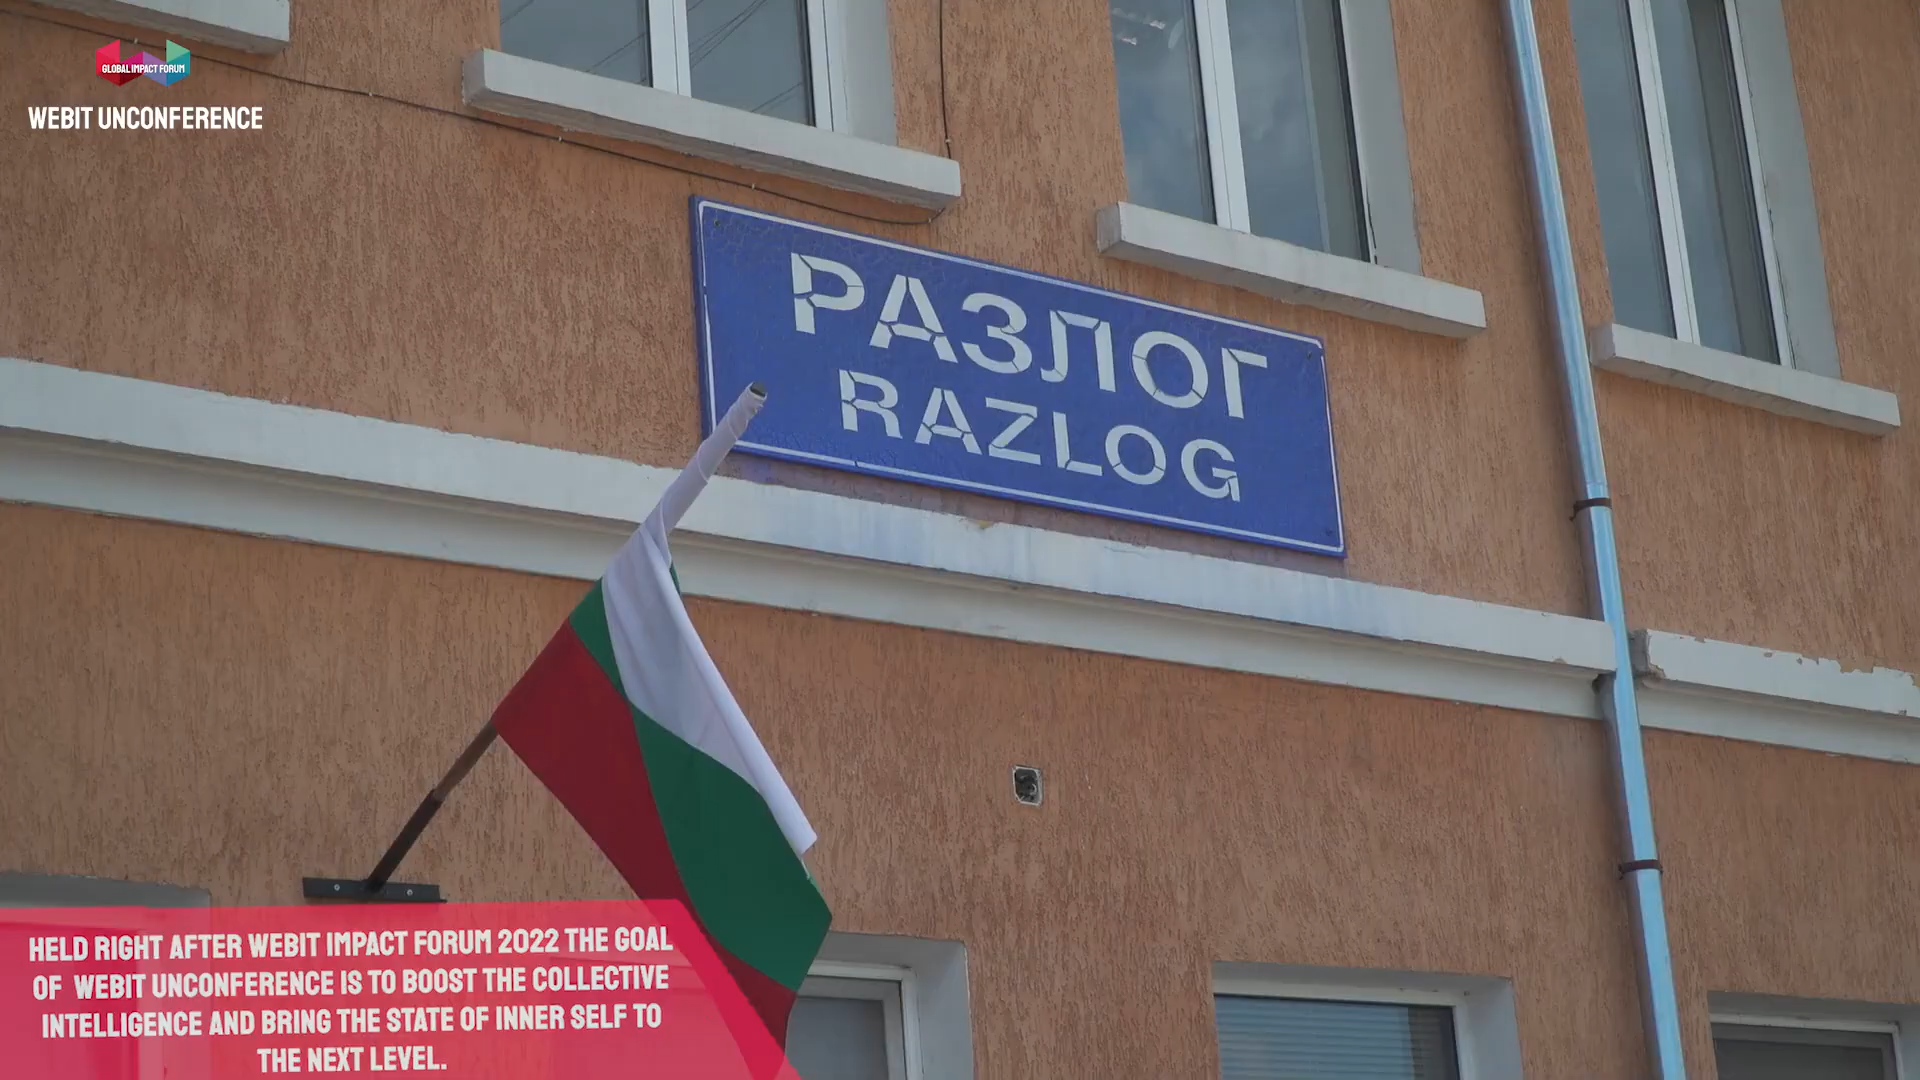 GLOBAL IMPACT FORUM
WEBIT UNCONFERENCE
РАЗЛОГ
RAZLOG
HELD RIGHT AFTER WEBIT IMPACT FORUM 2022 THE GOAL
OF WEBIT UNCONFERENCE IS TO BOOST THE COLLECTIVE
INTELLIGENCE AND BRING THE STATE OF INNER SELF TO
THE NEXT LEVEL.